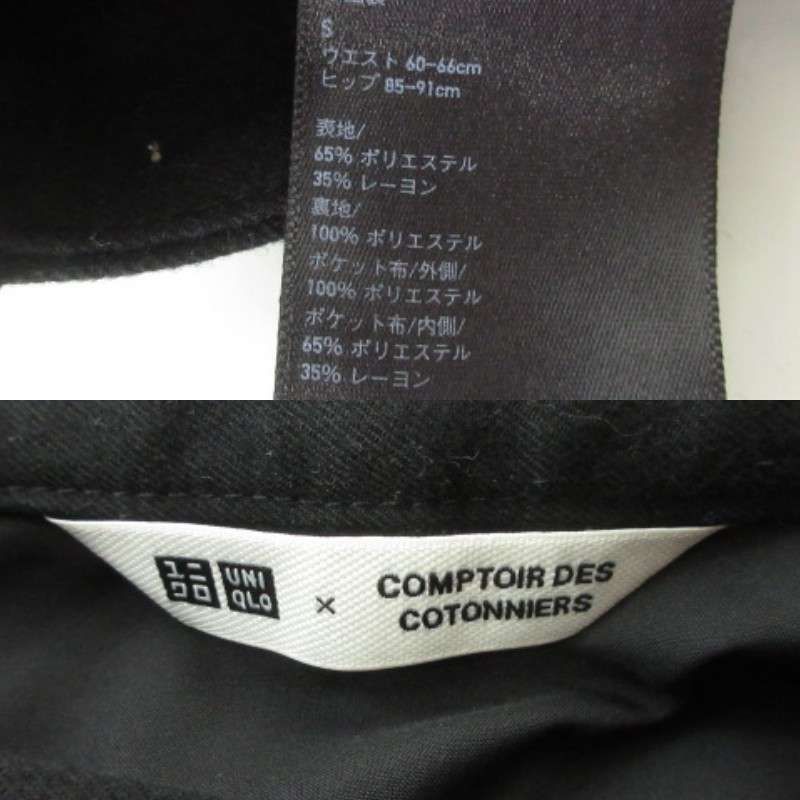 S
ウエスト 60-66cm
ヒップ 85-91cm
表地/
65% ポリエステル
35% レーヨン
裏地/
100% ポリエステル
ポケット布/外側/
100% ポリエステル
ポケット布/内側/
65% ポリエステル
35% レーヨン
ユニクロ UNIQLO × COMPTOIR DES COTONNIERS